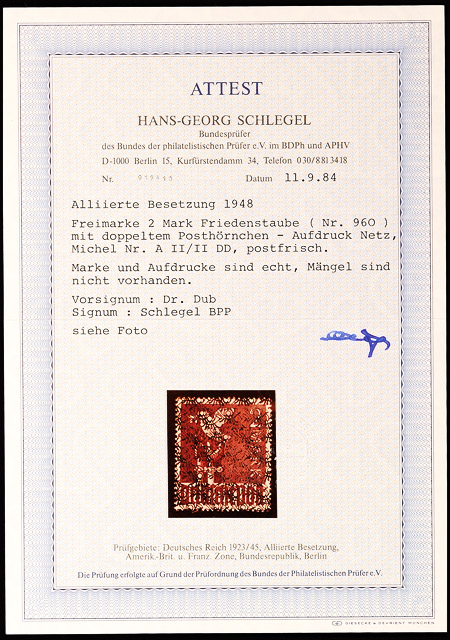 ATTEST
HANS-GEORG SCHLEGEL
Bundesprüfer
des Bundes der philatelistischen Prüfer e.V. im BDPh und APHV
D-1000 Berlin 15, Kurfürstendamm 34, Telefon 030/8813418
Nr. Datum 11.9.84
Alliierte Besetzung 1948
Freimarke 2 Mark Friedenstaube ( Nr. 960 )
mit doppeltem Posthörnchen - Aufdruck Netz,
Michel Nr. A II/II DD, postfrisch.
Marke und Aufdrucke sind echt, Mängel sind
nicht vorhanden.
Vorsignum : Dr. Dub
Signum : Schlegel BPP
siehe Foto
Prüfgebiete: Deutsches Reich 1923/45, Alliierte Besetzung,
Amerik.-Brit. u. Franz. Zone, Bundesrepublik, Berlin
Die Prüfung erfolgte auf Grund der Prüfordnung des Bundes der Philatelistischen Prüfer e.V.
GIESECKE & DEVRIENT MÜNCHEN